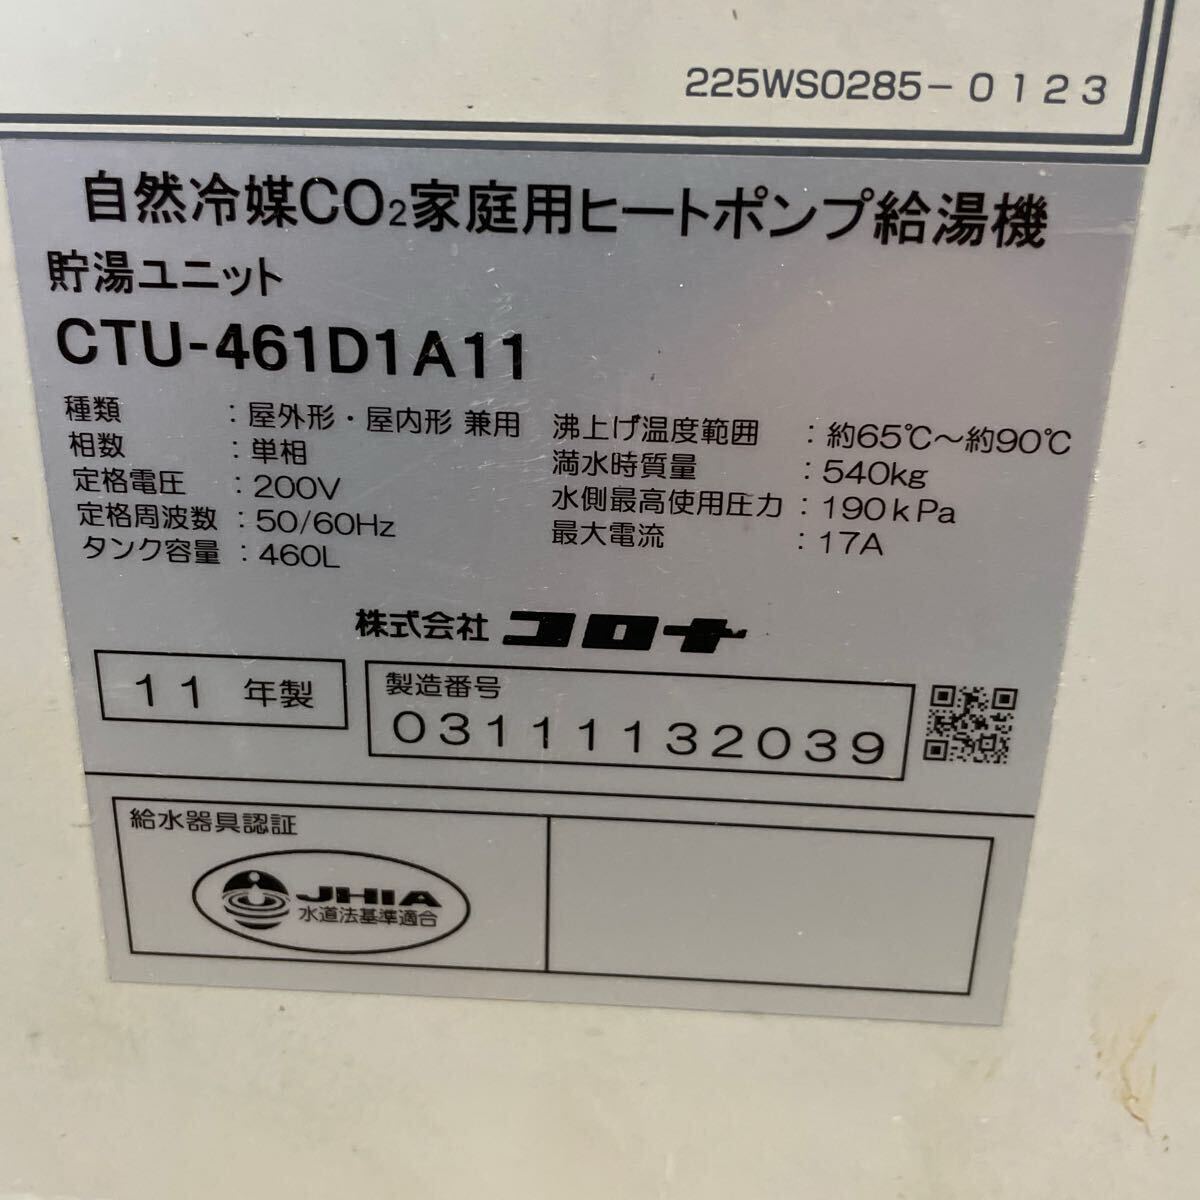 225WS0285-0123
自然冷媒CO₂家庭用ヒートポンプ給湯機
貯湯ユニット
CTU-461D1A11
種類 : 屋外形・屋内形 兼用
相数 : 単相
定格電圧 : 200V
定格周波数 : 50/60Hz
タンク容量 : 460L
沸上げ温度範囲 : 約65℃～約90℃
満水時質量 : 540kg
水側最高使用圧力 : 190kPa
最大電流 : 17A
株式会社 コロナ
11 年製
製造番号
03111132039
給水器具認証
JHIA
水道法基準適合